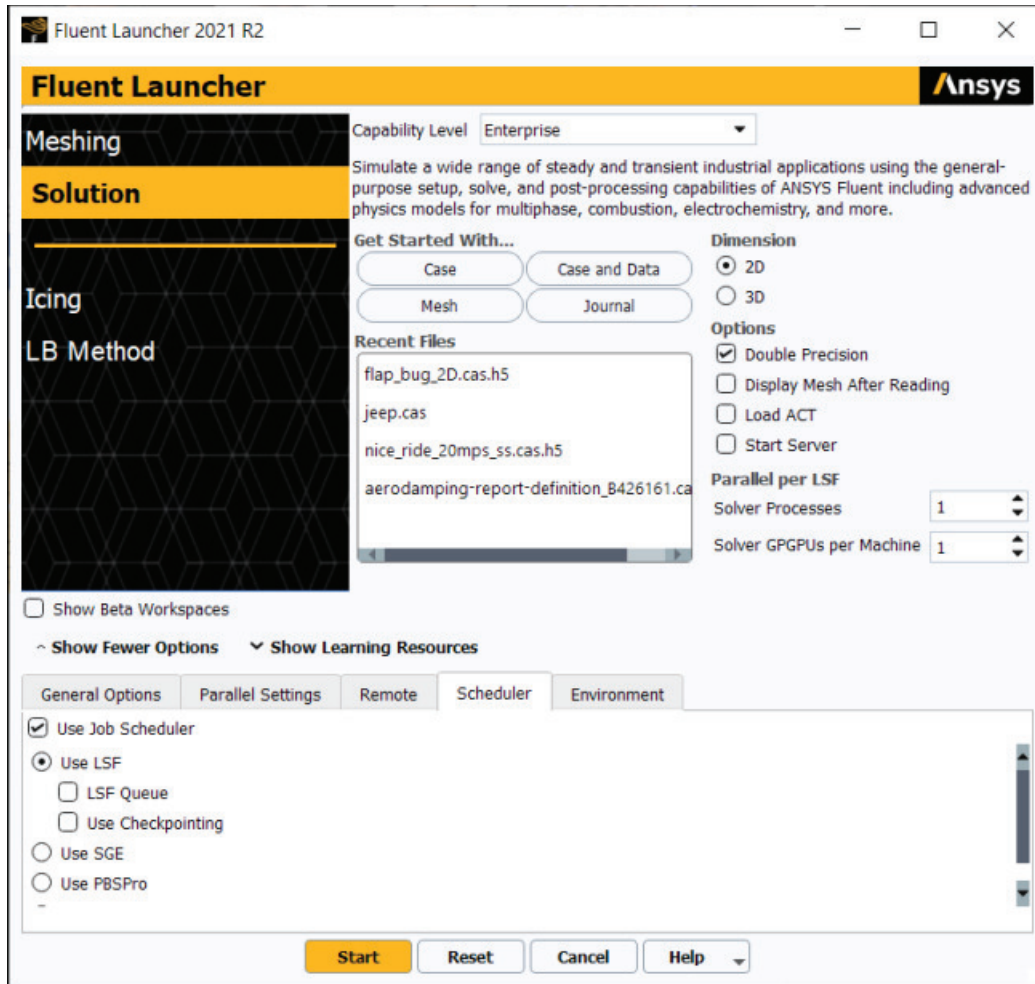 Fluent Launcher 2021 R2
Fluent Launcher
Ansys
Meshing
Solution
Icing
LB Method
Capability Level Enterprise
Simulate a wide range of steady and transient industrial applications using the general-
purpose setup, solve, and post-processing capabilities of ANSYS Fluent including advanced
physics models for multiphase, combustion, electrochemistry, and more.
Get Started With...
Case
Case and Data
Mesh
Journal
Recent Files
flap_bug_2D.cas.h5
jeep.cas
nice_ride_20mps_ss.cas.h5
aerodamping-report-definition_B426161.ca
Dimension
2D
3D
Options
Double Precision
Display Mesh After Reading
Load ACT
Start Server
Parallel per LSF
Solver Processes 1
Solver GPGPUs per Machine 1
Show Beta Workspaces
Show Fewer Options Show Learning Resources
General Options Parallel Settings Remote Scheduler Environment
Use Job Scheduler
Use LSF
LSF Queue
Use Checkpointing
Use SGE
Use PBSPro
Start Reset Cancel Help